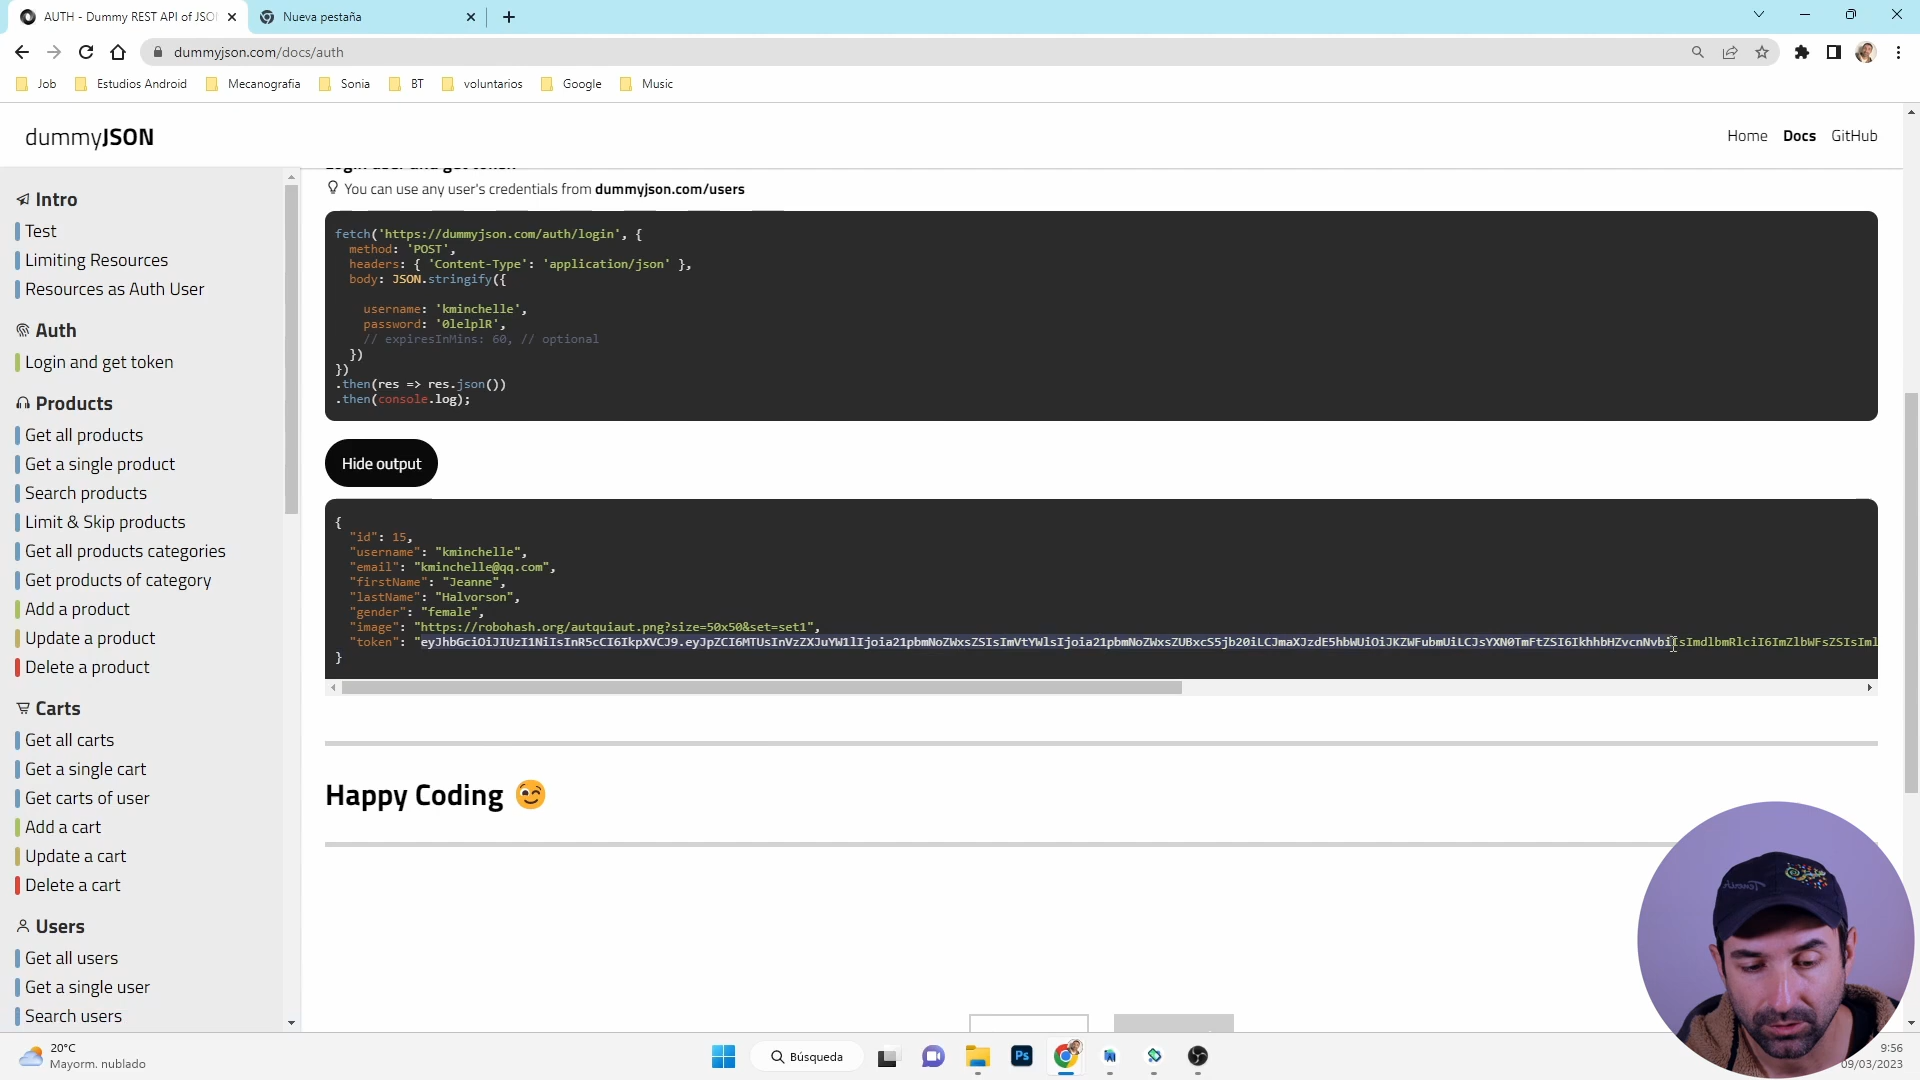 AUTH - Dummy REST API of JSO
Nueva pestaña
dummyjson.com/docs/auth
Job
Estudios Android
Mecanografia
Sonia
BT
voluntarios
Google
Music
dummyJSON
Home
Docs
GitHub
Intro
Test
Limiting Resources
Resources as Auth User
Auth
Login and get token
Products
Get all products
Get a single product
Search products
Limit & Skip products
Get all products categories
Get products of category
Add a product
Update a product
Delete a product
Carts
Get all carts
Get a single cart
Get carts of user
Add a cart
Update a cart
Delete a cart
Users
Get all users
Get a single user
Search users
Login user and get token
You can use any user's credentials from dummyjson.com/users
fetch('https://dummyjson.com/auth/login', {
method: 'POST',
headers: { 'Content-Type': 'application/json' },
body: JSON.stringify({
username: 'kminchelle',
password: '0lelplR',
// expiresInMins: 60, // optional
})
})
.then(res => res.json())
.then(console.log);
Hide output
{
"id": 15,
"username": "kminchelle",
"email": "kminchelle@qq.com",
"firstName": "Jeanne",
"lastName": "Halvorson",
"gender": "female",
"image": "https://robohash.org/autquiaut.png?size=50x50&set=set1",
"token": "eyJhbGciOiJIUzI1NiIsInR5cCI6IkpXVCJ9.eyJpZCI6MTUsInVzZXJuYW1lIjoia21pbmNoZWxsZSIsImVtYWlsIjoia21pbmNoZWxsZUBxcS5jb20iLCJmaXJzdE5hbWUiOiJKZWFubmUiLCJsYXN0TmFtZSI6IkhhbHZvcnNvbiIsImdlbmRlciI6ImZlbWFsZSIsIml
}
Happy Coding 😉
20°C
Mayorm. nublado
Búsqueda
Ps
9:56
09/03/2023